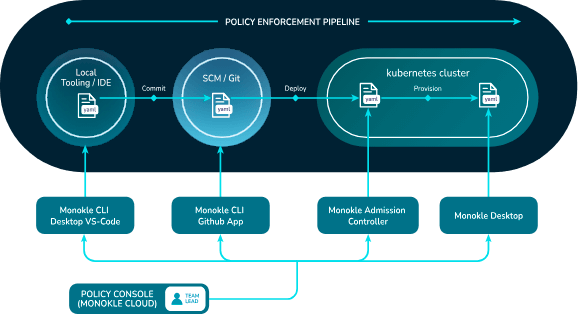 POLICY ENFORCEMENT PIPELINE
Local
Tooling / IDE
yaml
Commit
SCM / Git
yaml
Deploy
kubernetes cluster
yaml
Provision
yaml
Monokle CLI
Desktop VS-Code
Monokle CLI
Github App
Monokle Admission
Controller
Monokle Desktop
POLICY CONSOLE
(MONOKLE CLOUD)
TEAM
LEAD